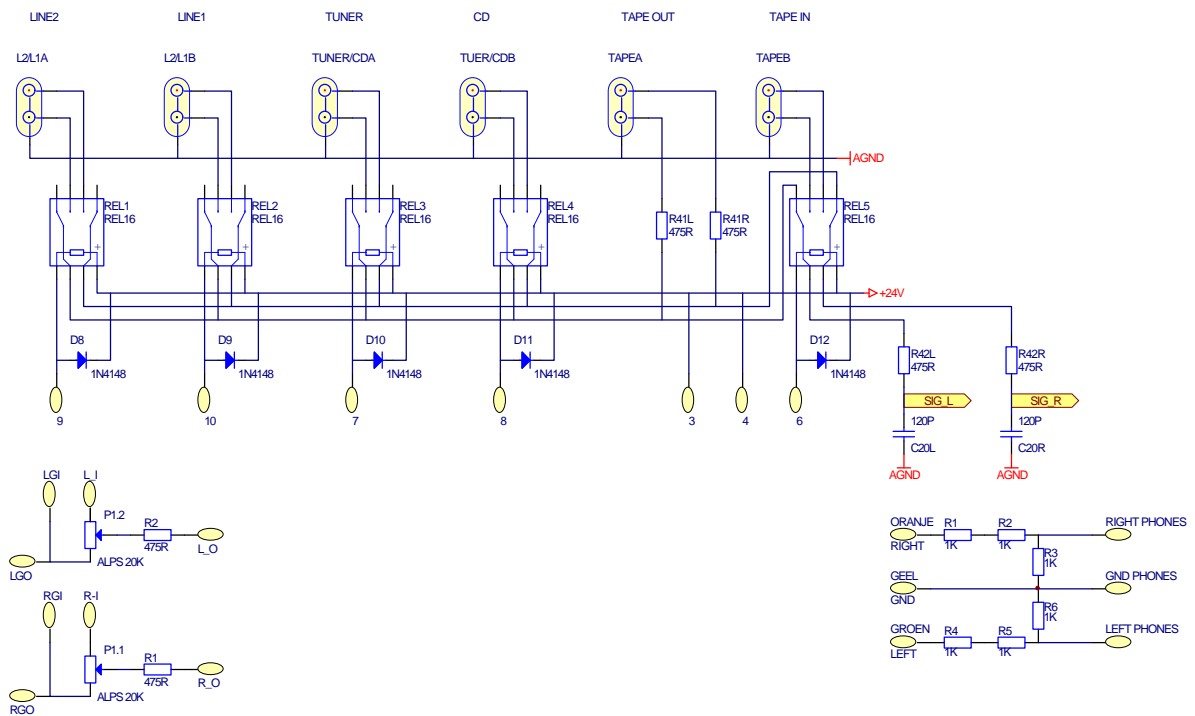 LINE2 LINE1 TUNER CD TAPE OUT TAPE IN
L2/L1A L2/L1B TUNER/CDA TUER/CDB TAPEA TAPEB
AGND
REL1 REL2 REL3 REL4 REL5
REL16 REL16 REL16 REL16 REL16
R41L R41R
475R 475R
+ + + + +
+24V
D8 D9 D10 D11 D12
1N4148 1N4148 1N4148 1N4148 1N4148
R42L R42R
475R 475R
SIG_L SIG_R
9 10 7 8 3 4 6
120P 120P
C20L C20R
AGND AGND
LGI L_I
P1.2
R2
475R
L_O
ALPS 20K
LGO
RGI R-I
P1.1
R1
475R
R_O
ALPS 20K
RGO
ORANJE R1 R2 RIGHT PHONES
RIGHT 1K 1K
R3
1K
GEEL GND PHONES
GND
R6
1K
GROEN R4 R5 LEFT PHONES
LEFT 1K 1K